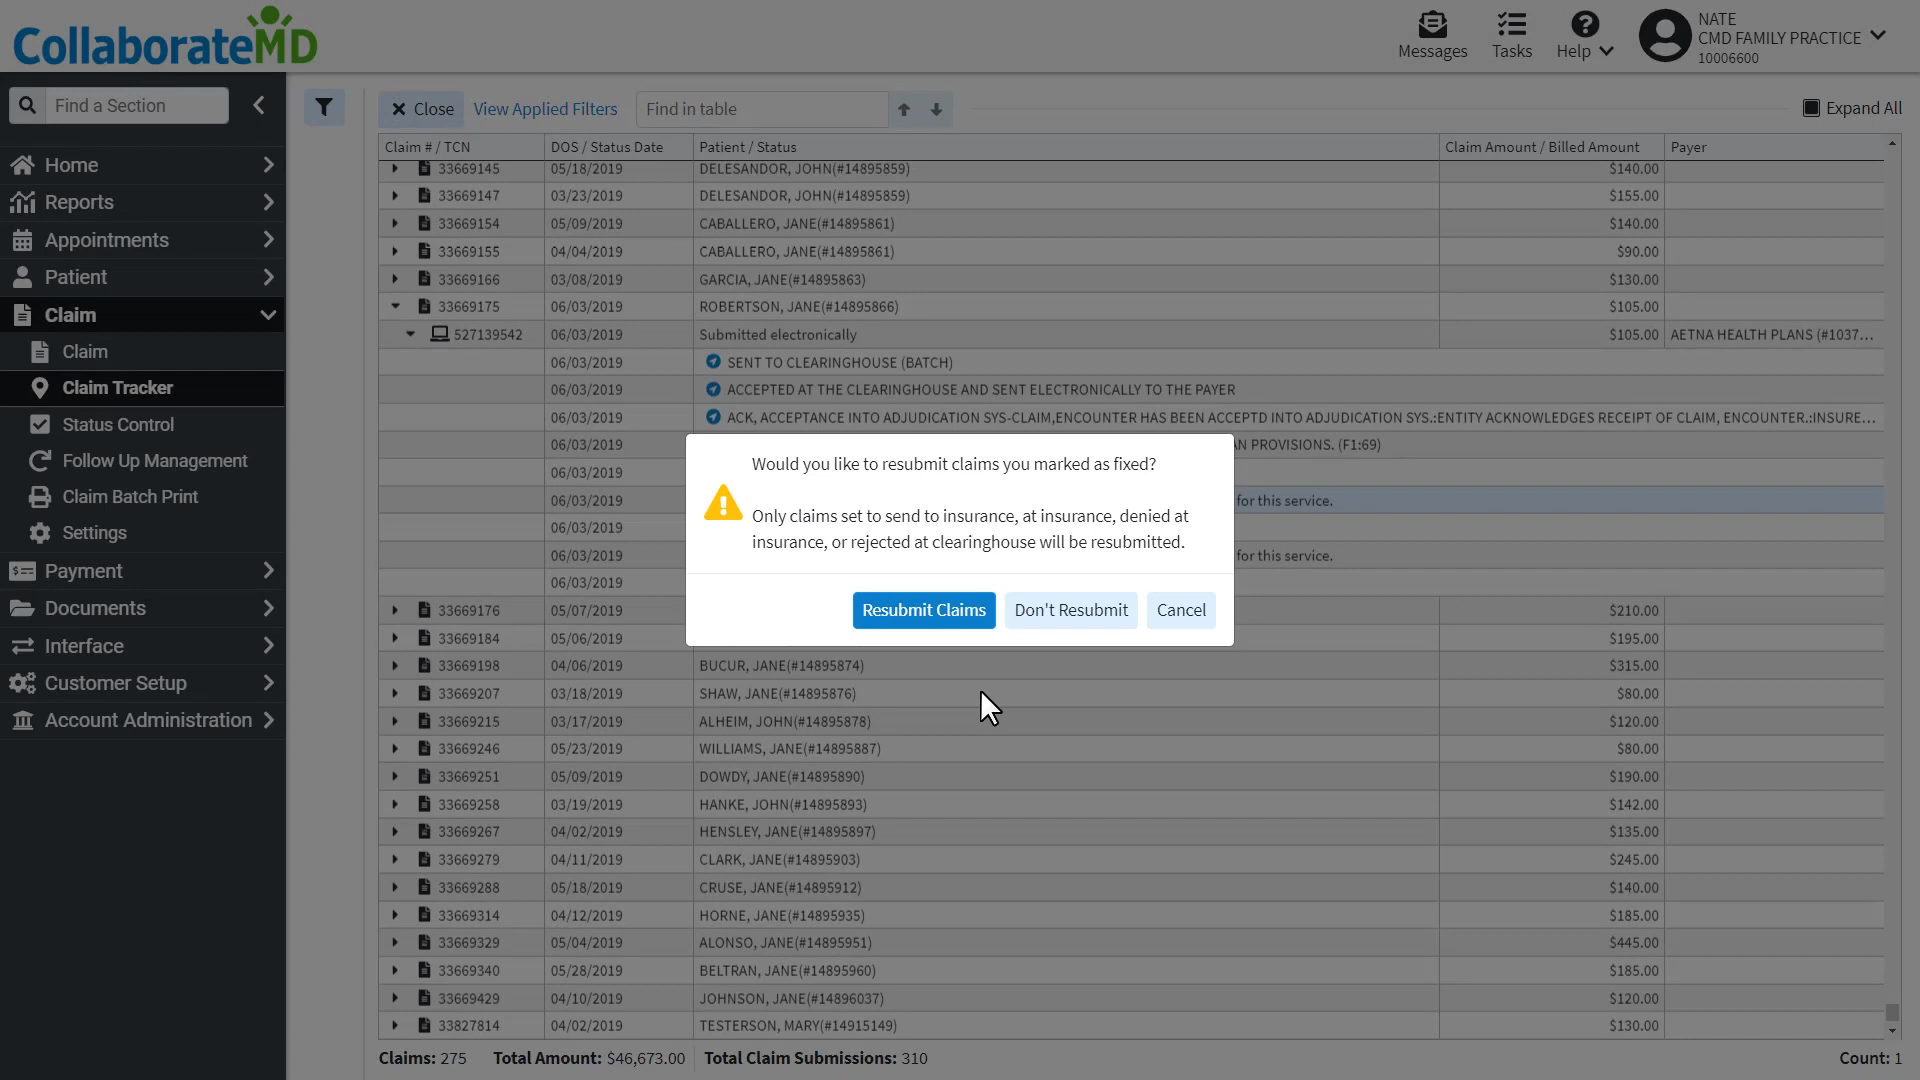 CollaborateMD
Messages
Tasks
Help
NATE
CMD FAMILY PRACTICE
10006600
Find a Section
Home
Reports
Appointments
Patient
Claim
Claim
Claim Tracker
Status Control
Follow Up Management
Claim Batch Print
Settings
Payment
Documents
Interface
Customer Setup
Account Administration
Close View Applied Filters Find in table Expand All
Claim # / TCN DOS / Status Date Patient / Status Claim Amount / Billed Amount Payer
33669145 05/18/2019 DELESANDOR, JOHN(#14895859) $140.00
33669147 03/23/2019 DELESANDOR, JOHN(#14895859) $155.00
33669154 05/09/2019 CABALLERO, JANE(#14895861) $140.00
33669155 04/04/2019 CABALLERO, JANE(#14895861) $90.00
33669166 03/08/2019 GARCIA, JANE(#14895863) $130.00
33669175 06/03/2019 ROBERTSON, JANE(#14895866) $105.00
527139542 06/03/2019 Submitted electronically $105.00 AETNA HEALTH PLANS (#1037...
06/03/2019 SENT TO CLEARINGHOUSE (BATCH)
06/03/2019 ACCEPTED AT THE CLEARINGHOUSE AND SENT ELECTRONICALLY TO THE PAYER
06/03/2019 ACK, ACCEPTANCE INTO ADJUDICATION SYS-CLAIM,ENCOUNTER HAS BEEN ACCEPTD INTO ADJUDICATION SYS.:ENTITY ACKNOWLEDGES RECEIPT OF CLAIM, ENCOUNTER.:INSURE...
06/03/2019 AN PROVISIONS. (F1:69)
06/03/2019
06/03/2019 for this service.
06/03/2019
06/03/2019 for this service.
06/03/2019
Would you like to resubmit claims you marked as fixed?
Only claims set to send to insurance, at insurance, denied at
insurance, or rejected at clearinghouse will be resubmitted.
Resubmit Claims Don't Resubmit Cancel
33669176 05/07/2019 $210.00
33669184 05/06/2019 $195.00
33669198 04/06/2019 BUCUR, JANE(#14895874) $315.00
33669207 03/18/2019 SHAW, JANE(#14895876) $80.00
33669215 03/17/2019 ALHEIM, JOHN(#14895878) $120.00
33669246 05/23/2019 WILLIAMS, JANE(#14895887) $80.00
33669251 05/09/2019 DOWDY, JANE(#14895890) $190.00
33669258 03/19/2019 HANKE, JOHN(#14895893) $142.00
33669267 04/02/2019 HENSLEY, JANE(#14895897) $135.00
33669279 04/11/2019 CLARK, JANE(#14895903) $245.00
33669288 05/18/2019 CRUSE, JANE(#14895912) $140.00
33669314 04/12/2019 HORNE, JANE(#14895935) $185.00
33669329 05/04/2019 ALONSO, JANE(#14895951) $445.00
33669340 05/28/2019 BELTRAN, JANE(#14895960) $185.00
33669429 04/10/2019 JOHNSON, JANE(#14896037) $120.00
33827814 04/02/2019 TESTERSON, MARY(#14915149) $130.00
Claims: 275 Total Amount: $46,673.00 Total Claim Submissions: 310 Count: 1